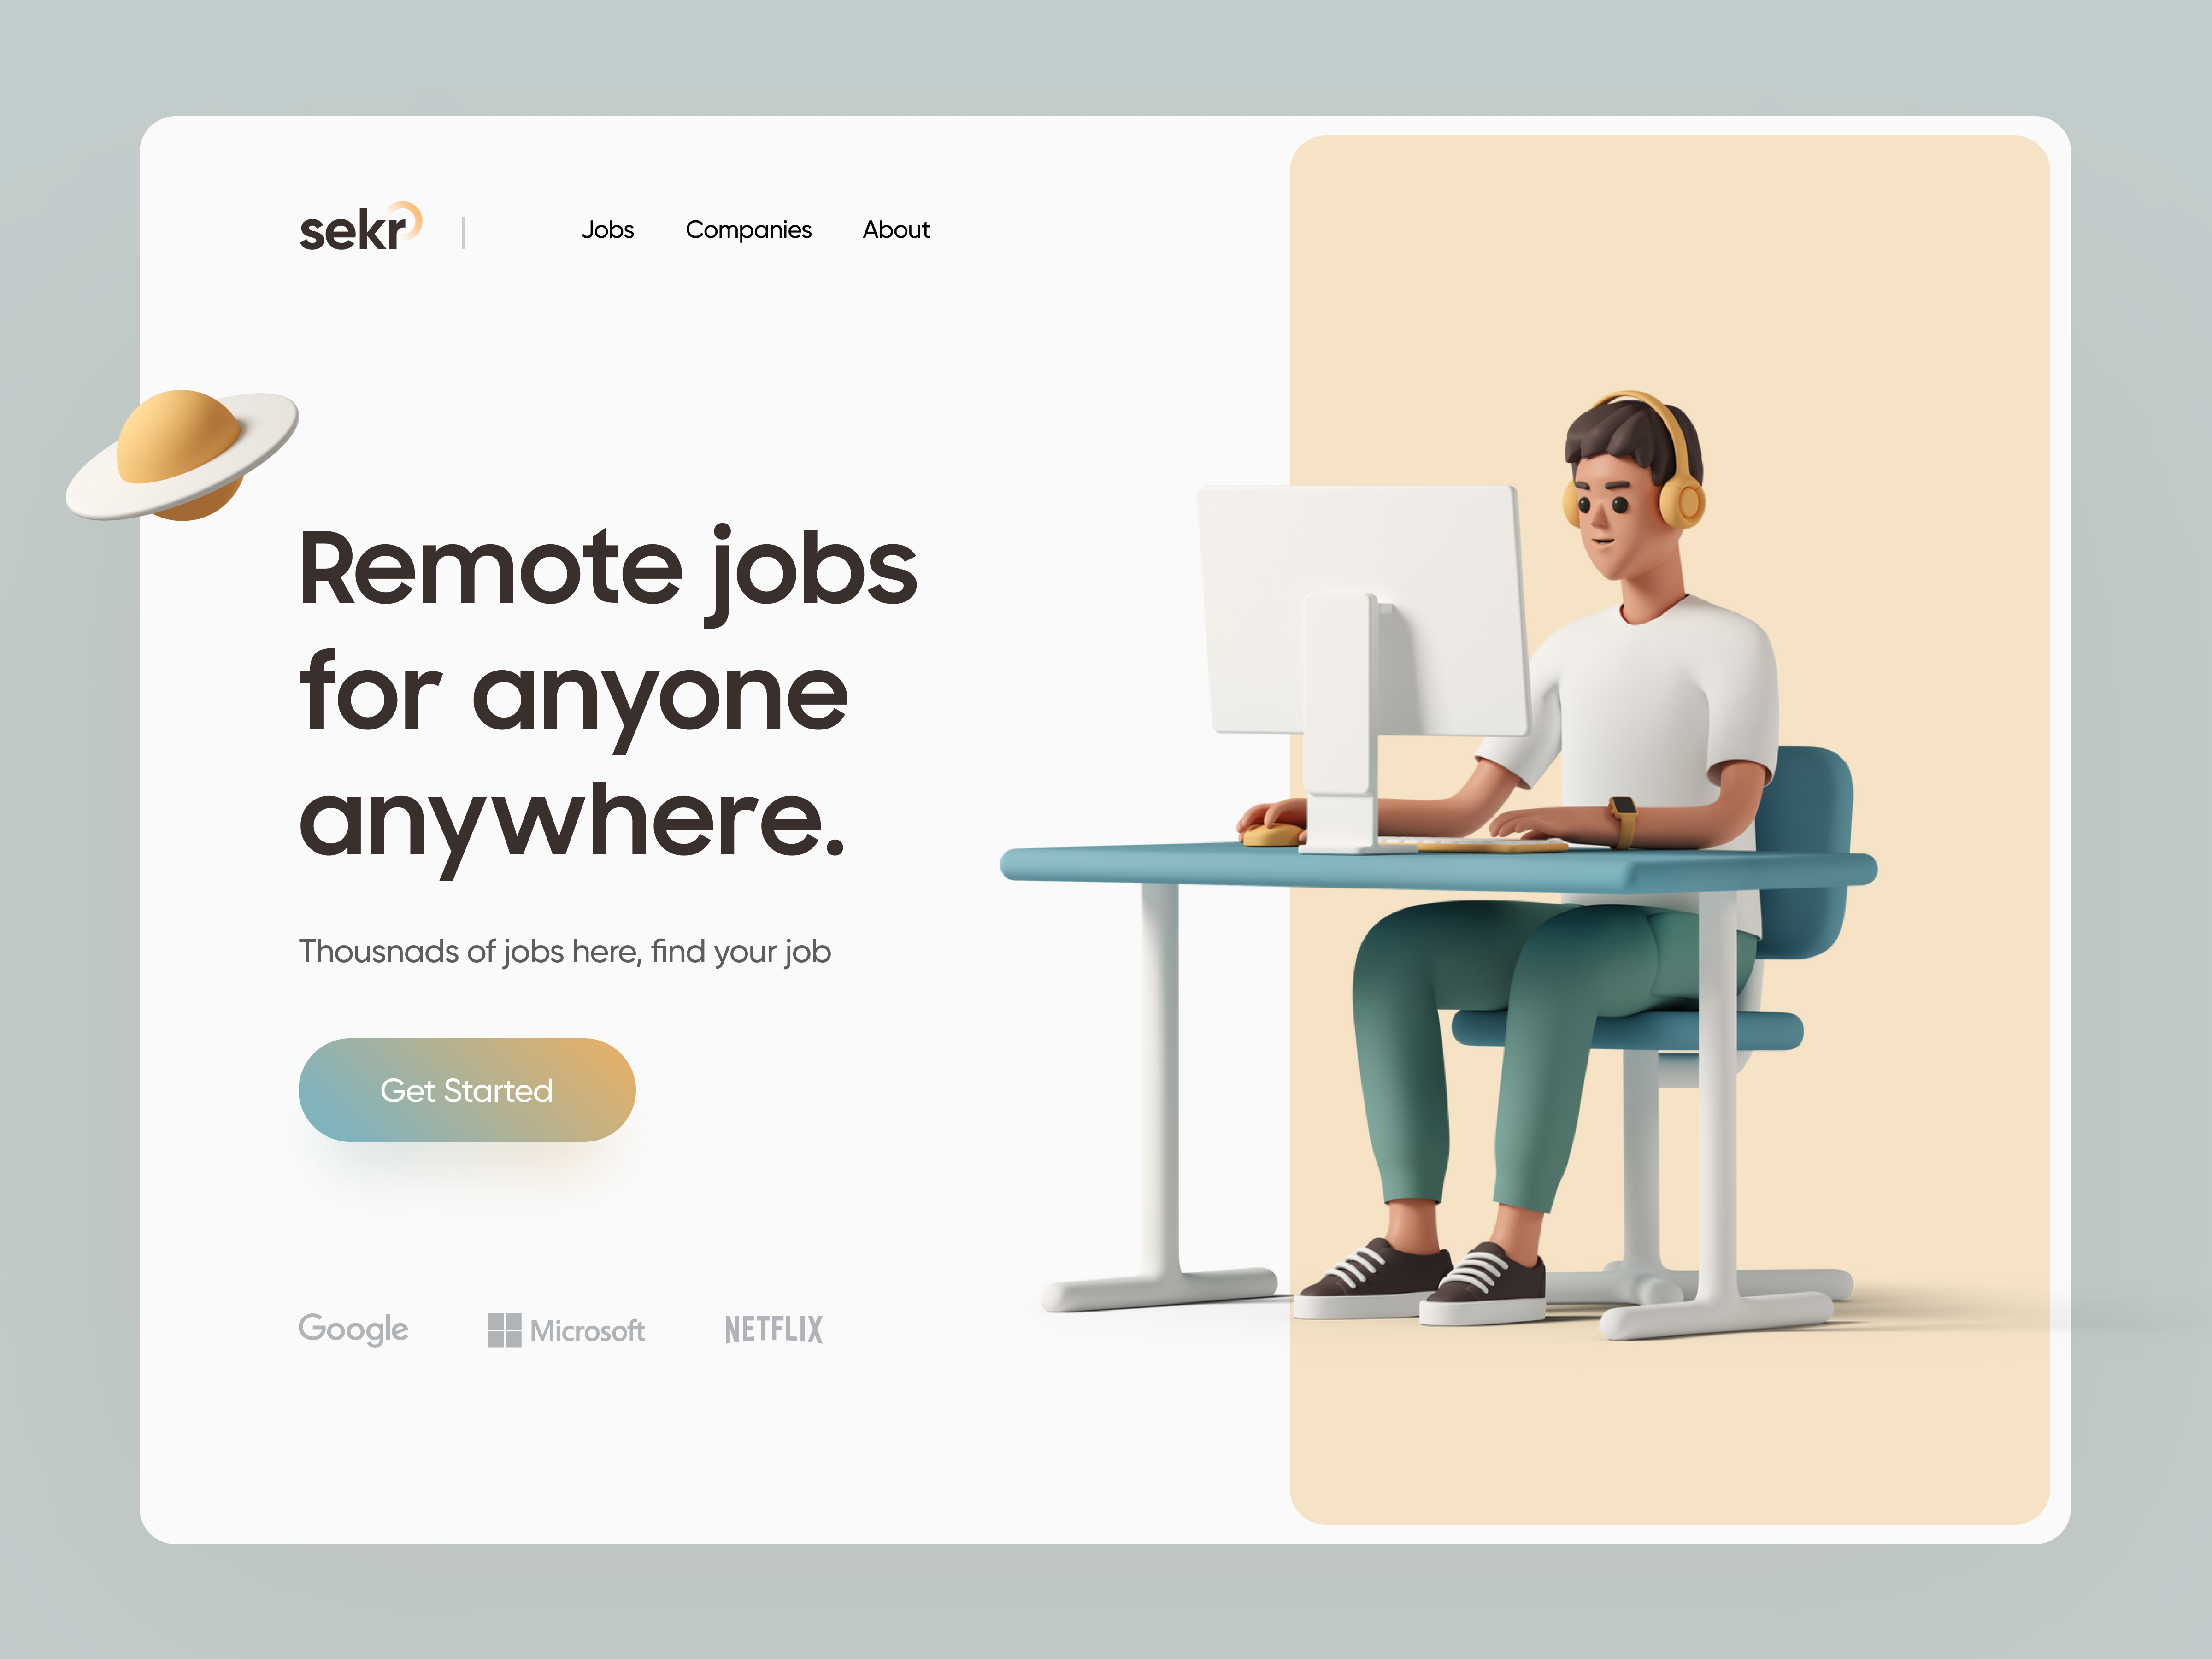 sekr
Jobs Companies About
Remote jobs
for anyone
anywhere.
Thousnads of jobs here, find your job
Get Started
Google Microsoft NETFLIX